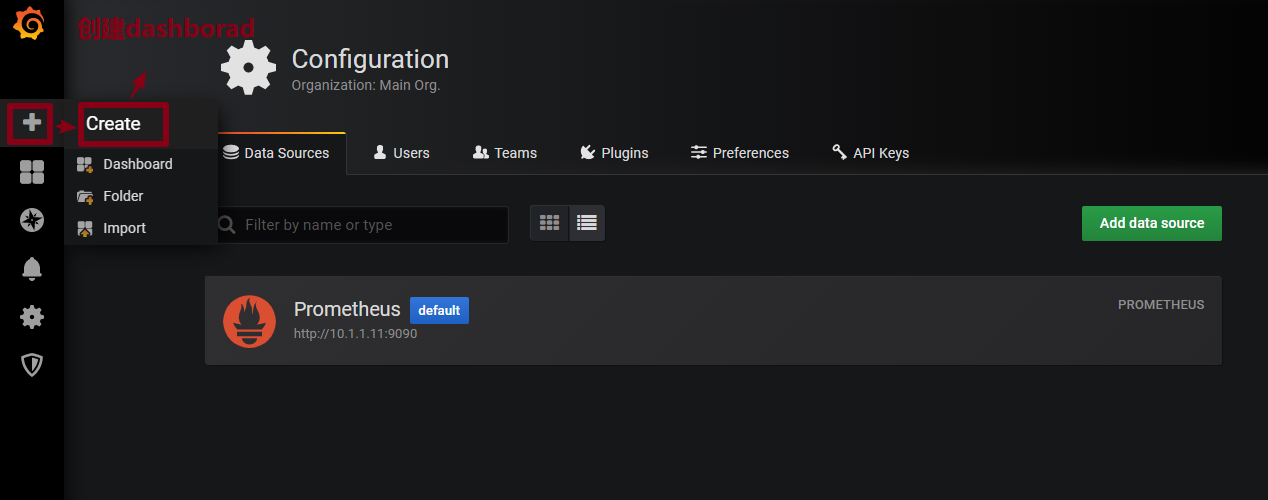 创建dashborad
Configuration
Organization: Main Org.
Create
Dashboard
Folder
Import
Data Sources
Users
Teams
Plugins
Preferences
API Keys
Filter by name or type
Add data source
Prometheus
default
PROMETHEUS
http://10.1.1.11:9090